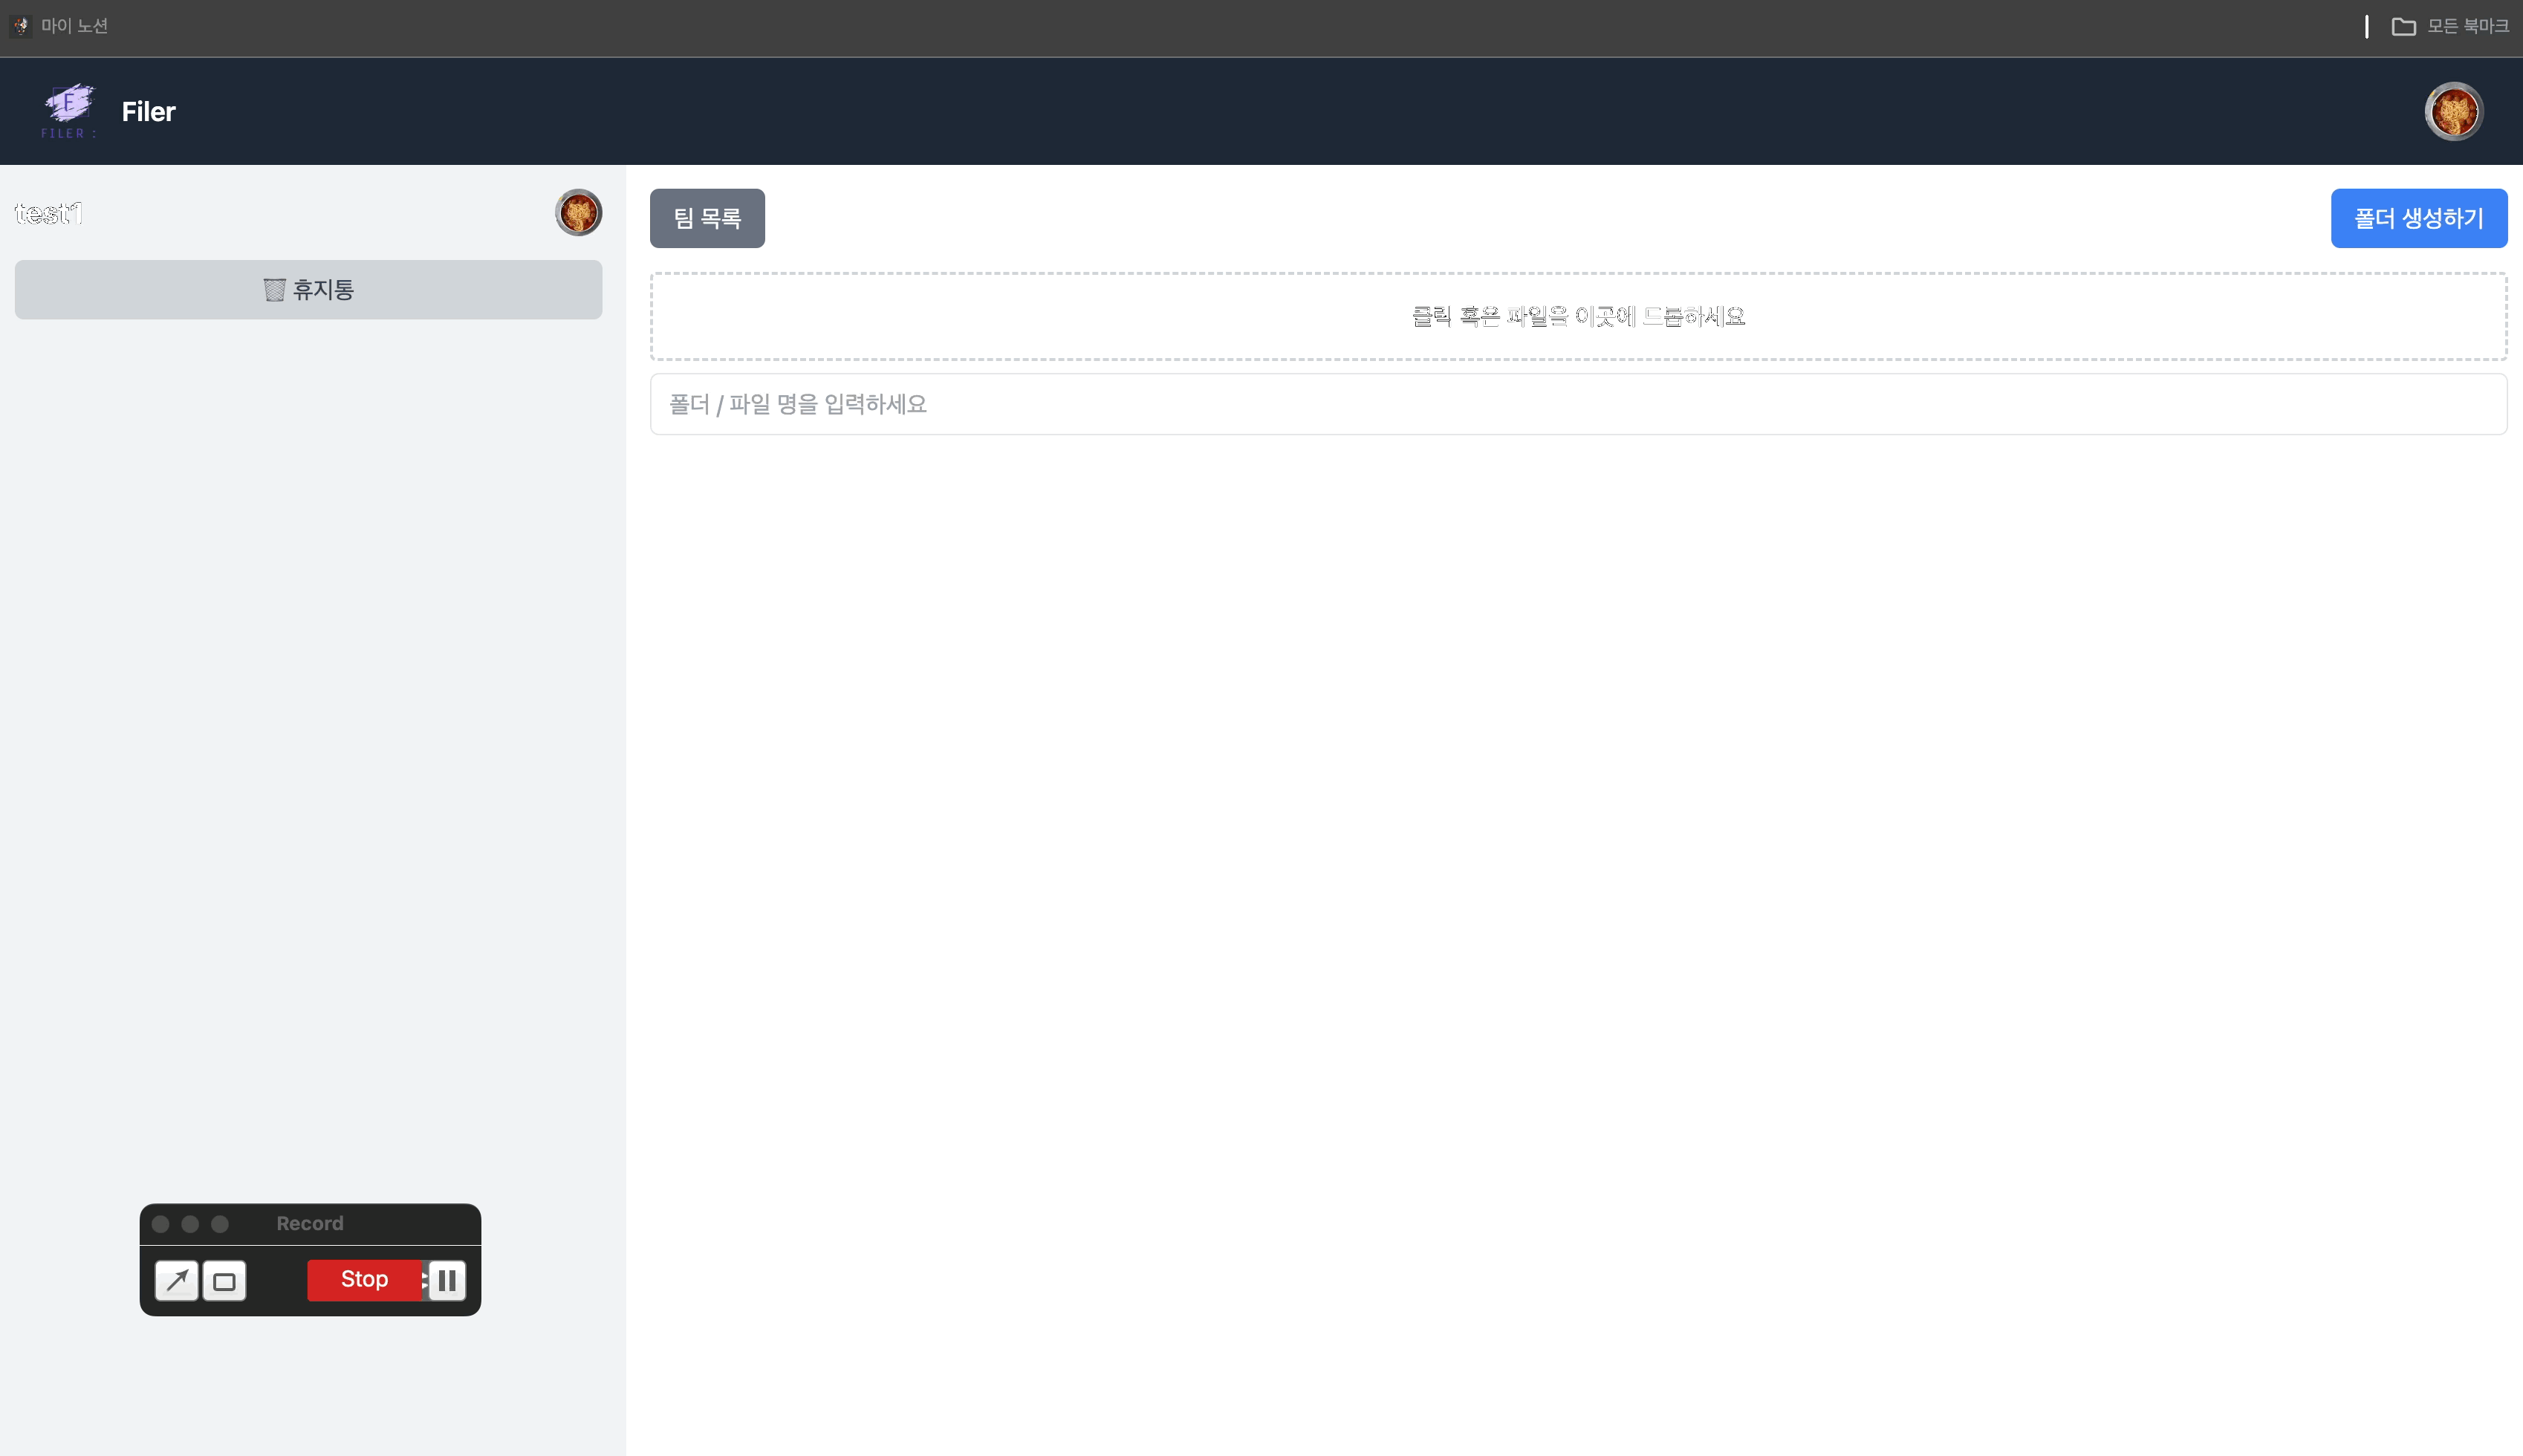 마이 노션
모든 북마크
F
FILER :
Filer
test1
휴지통
팀 목록
폴더 생성하기
클릭 혹은 파일을 이곳에 드롭하세요
폴더 / 파일 명을 입력하세요
Record
Stop